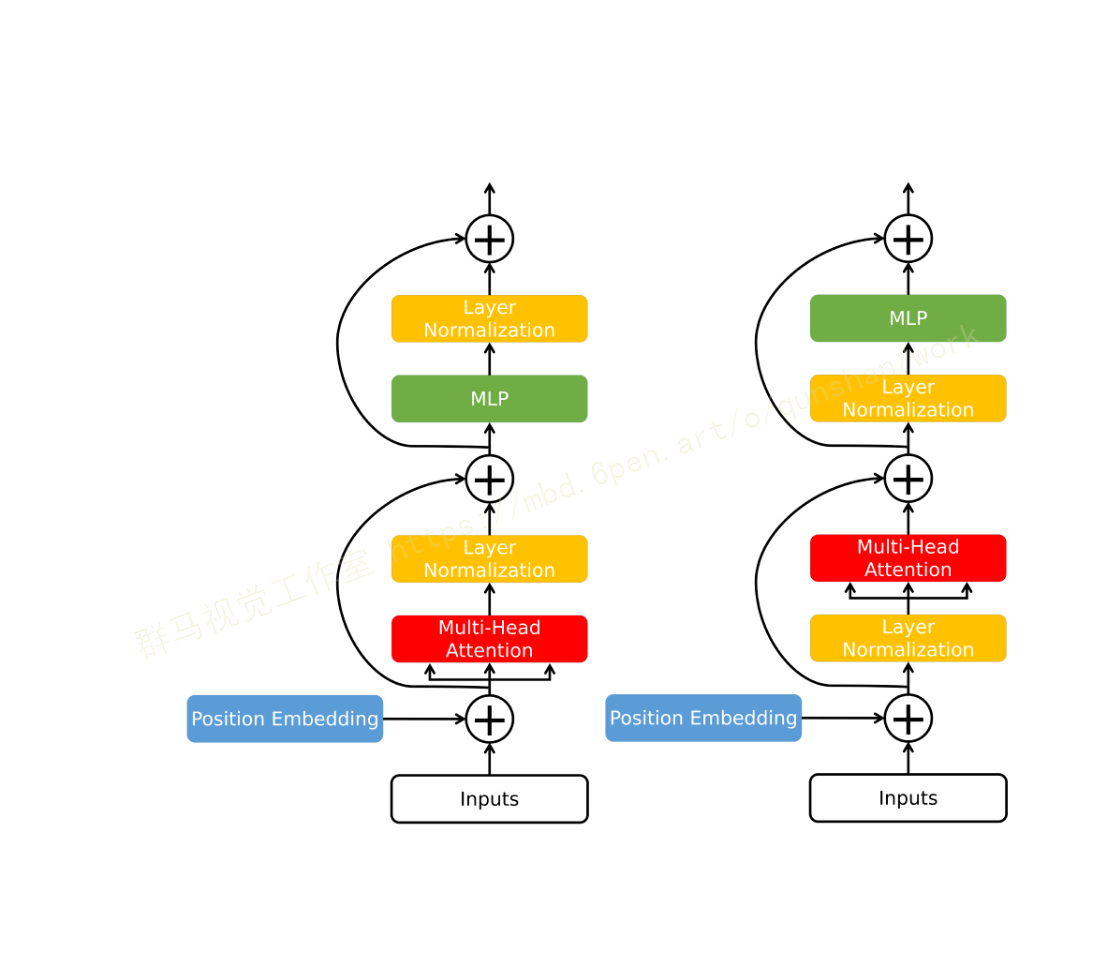 Layer
Normalization
MLP
Layer
Normalization
Multi-Head
Attention
Position Embedding
Inputs
MLP
Layer
Normalization
Multi-Head
Attention
Layer
Normalization
Position Embedding
Inputs
群马视觉工作室 https://mbd.6pen.art/o/qunshan/work